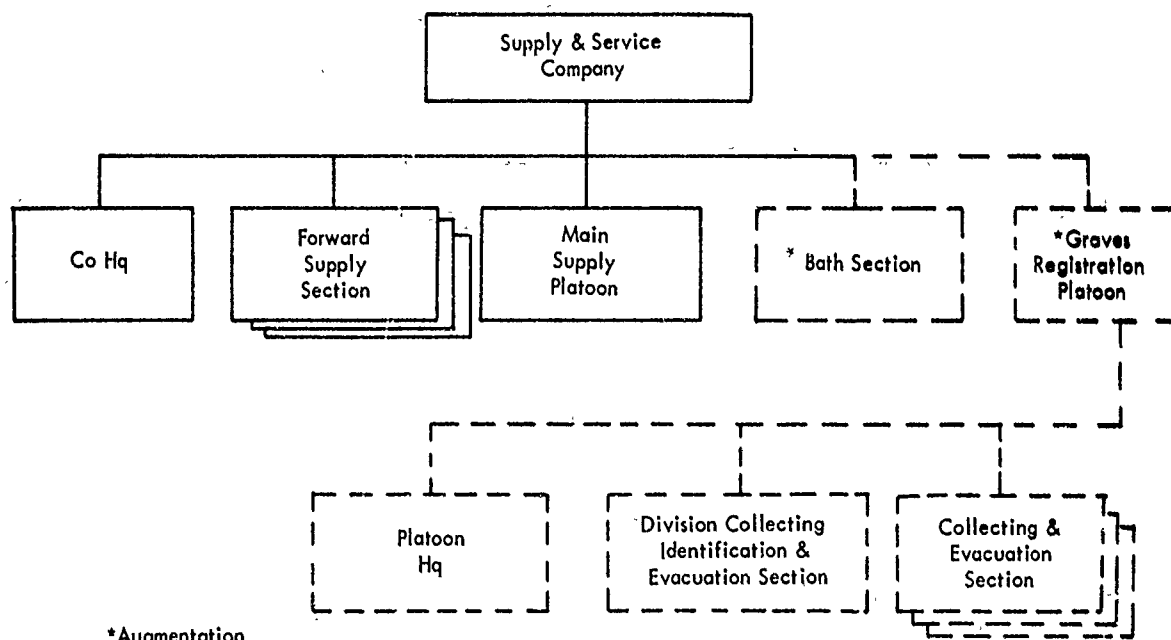 Supply & Service
Company
Co Hq
Forward
Supply
Section
Main
Supply
Platoon
* Bath Section
*Graves
Registration
Platoon
Platoon
Hq
Division Collecting
Identification &
Evacuation Section
Collecting &
Evacuation
Section
*Augmentation